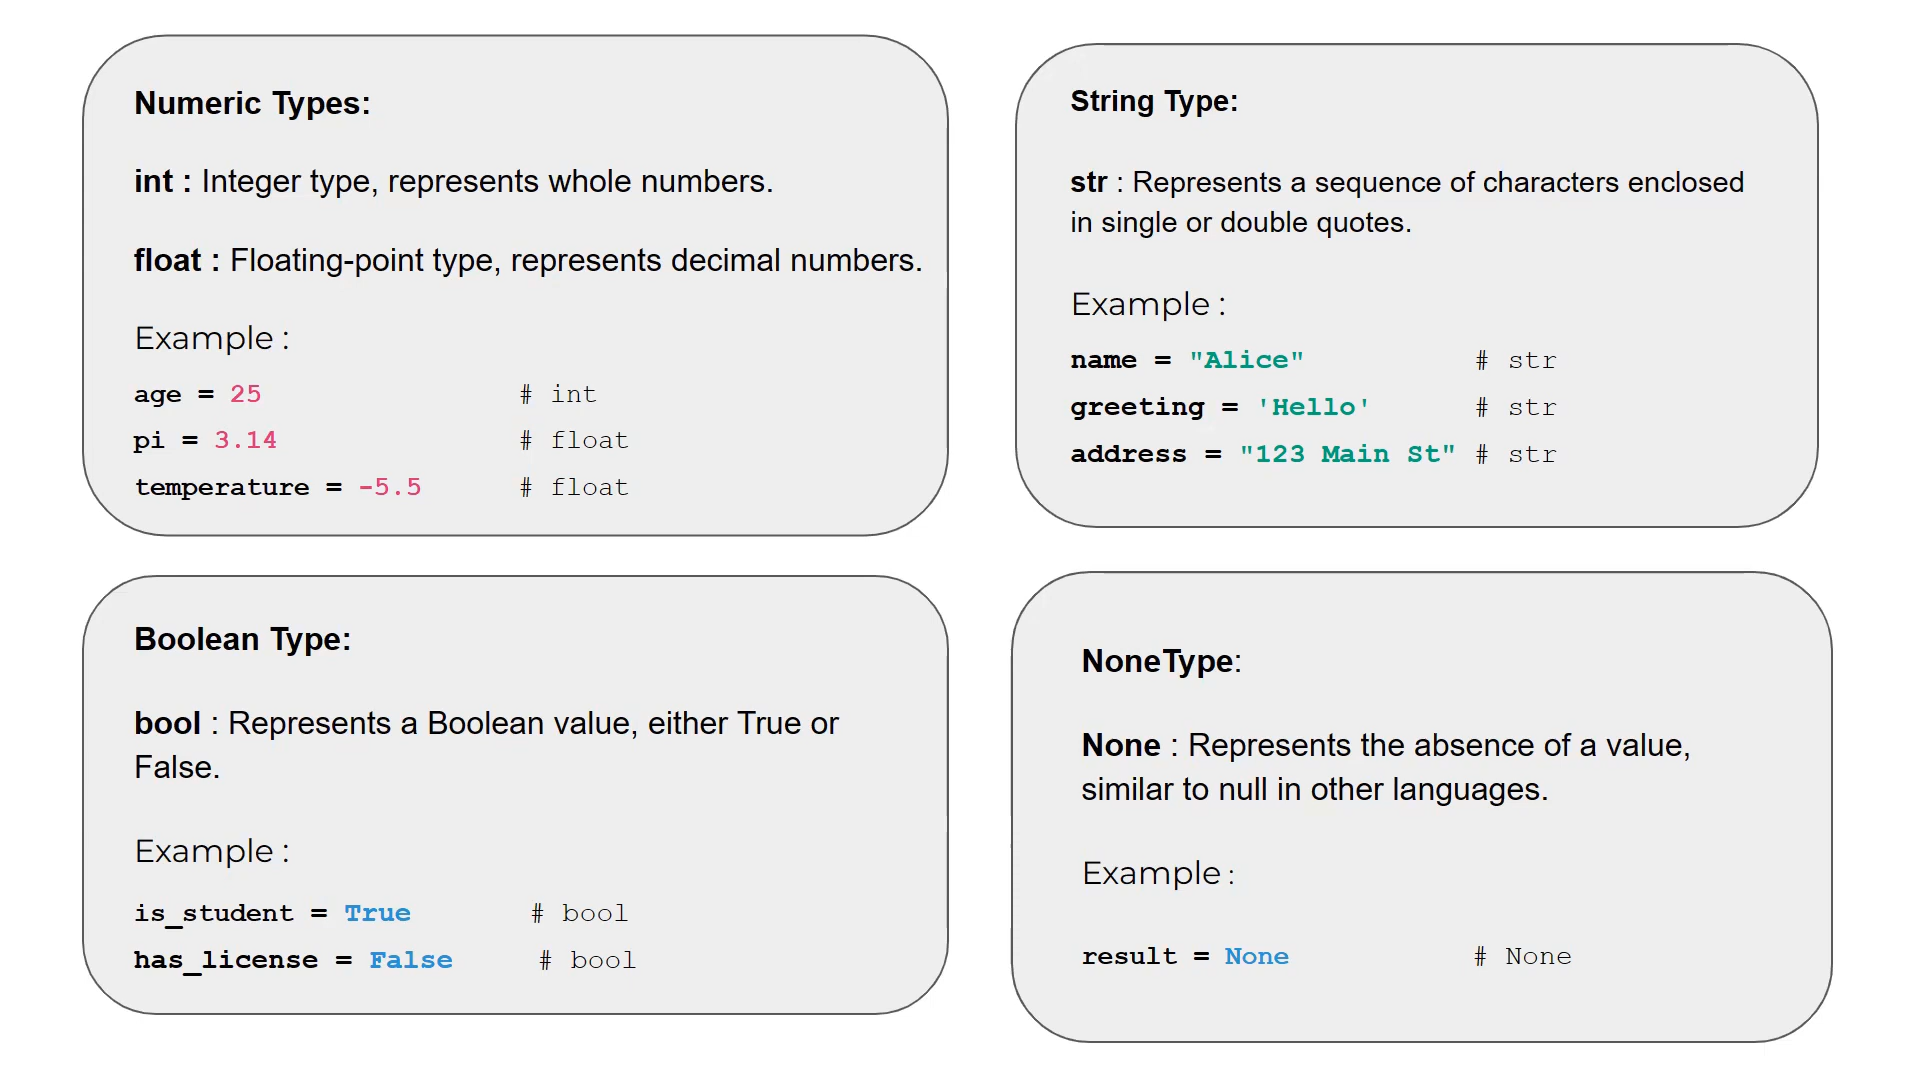 Numeric Types:
int : Integer type, represents whole numbers.
float : Floating-point type, represents decimal numbers.
Example :
age = 25 # int
pi = 3.14 # float
temperature = -5.5 # float
String Type:
str : Represents a sequence of characters enclosed
in single or double quotes.
Example :
name = "Alice" # str
greeting = 'Hello' # str
address = "123 Main St" # str
Boolean Type:
bool : Represents a Boolean value, either True or
False.
Example :
is_student = True # bool
has_license = False # bool
NoneType:
None : Represents the absence of a value,
similar to null in other languages.
Example :
result = None # None